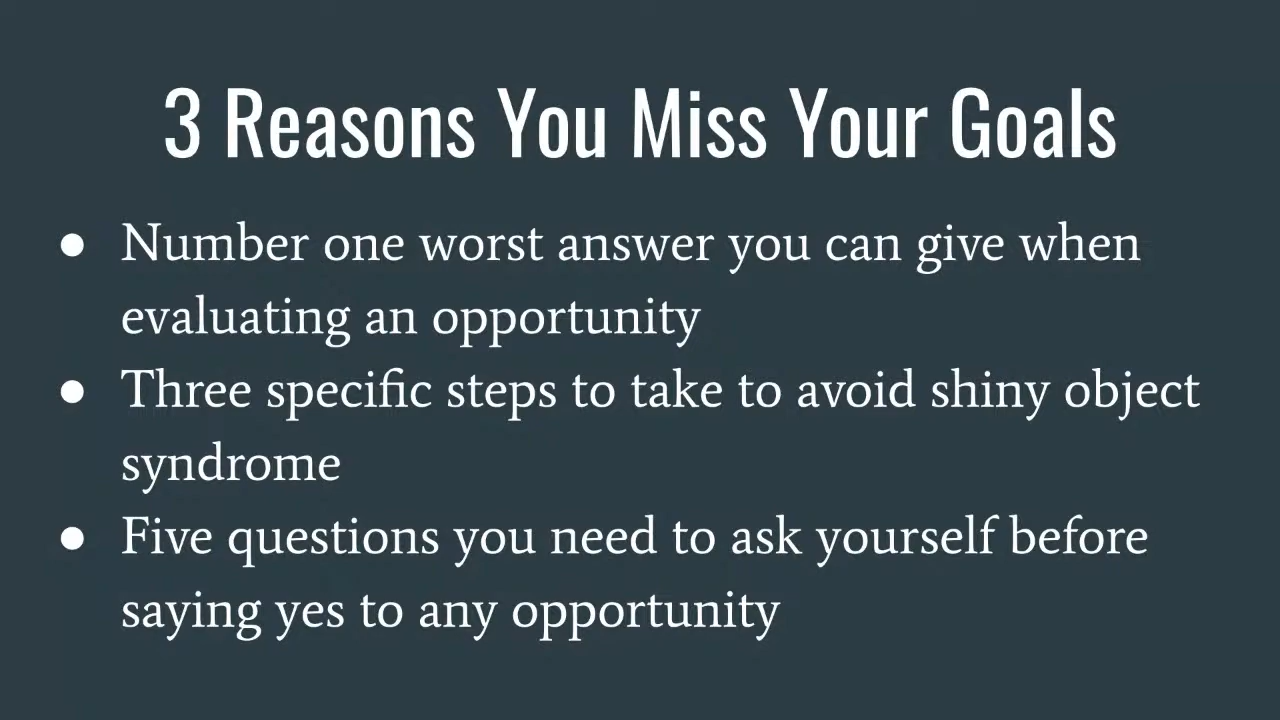 3 Reasons You Miss Your Goals
● Number one worst answer you can give when
evaluating an opportunity
● Three specific steps to take to avoid shiny object
syndrome
● Five questions you need to ask yourself before
saying yes to any opportunity